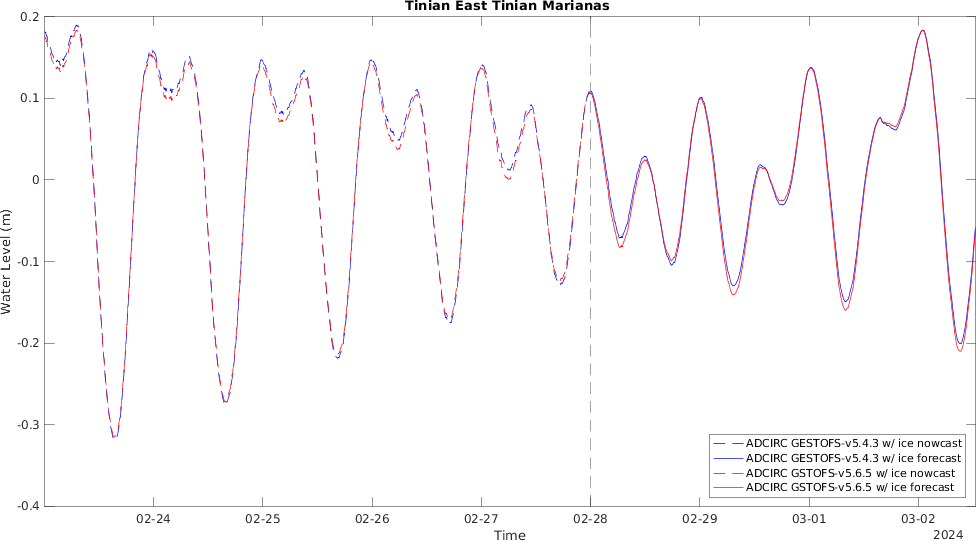 Tinian East Tinian Marianas
Water Level (m)
0.2
0.1
0
-0.1
-0.2
-0.3
-0.4
02-24
02-25
02-26
02-27
02-28
02-29
03-01
03-02
Time
2024
ADCIRC GESTOFS-v5.4.3 w/ ice nowcast
ADCIRC GESTOFS-v5.4.3 w/ ice forecast
ADCIRC GSTOFS-v5.6.5 w/ ice nowcast
ADCIRC GSTOFS-v5.6.5 w/ ice forecast